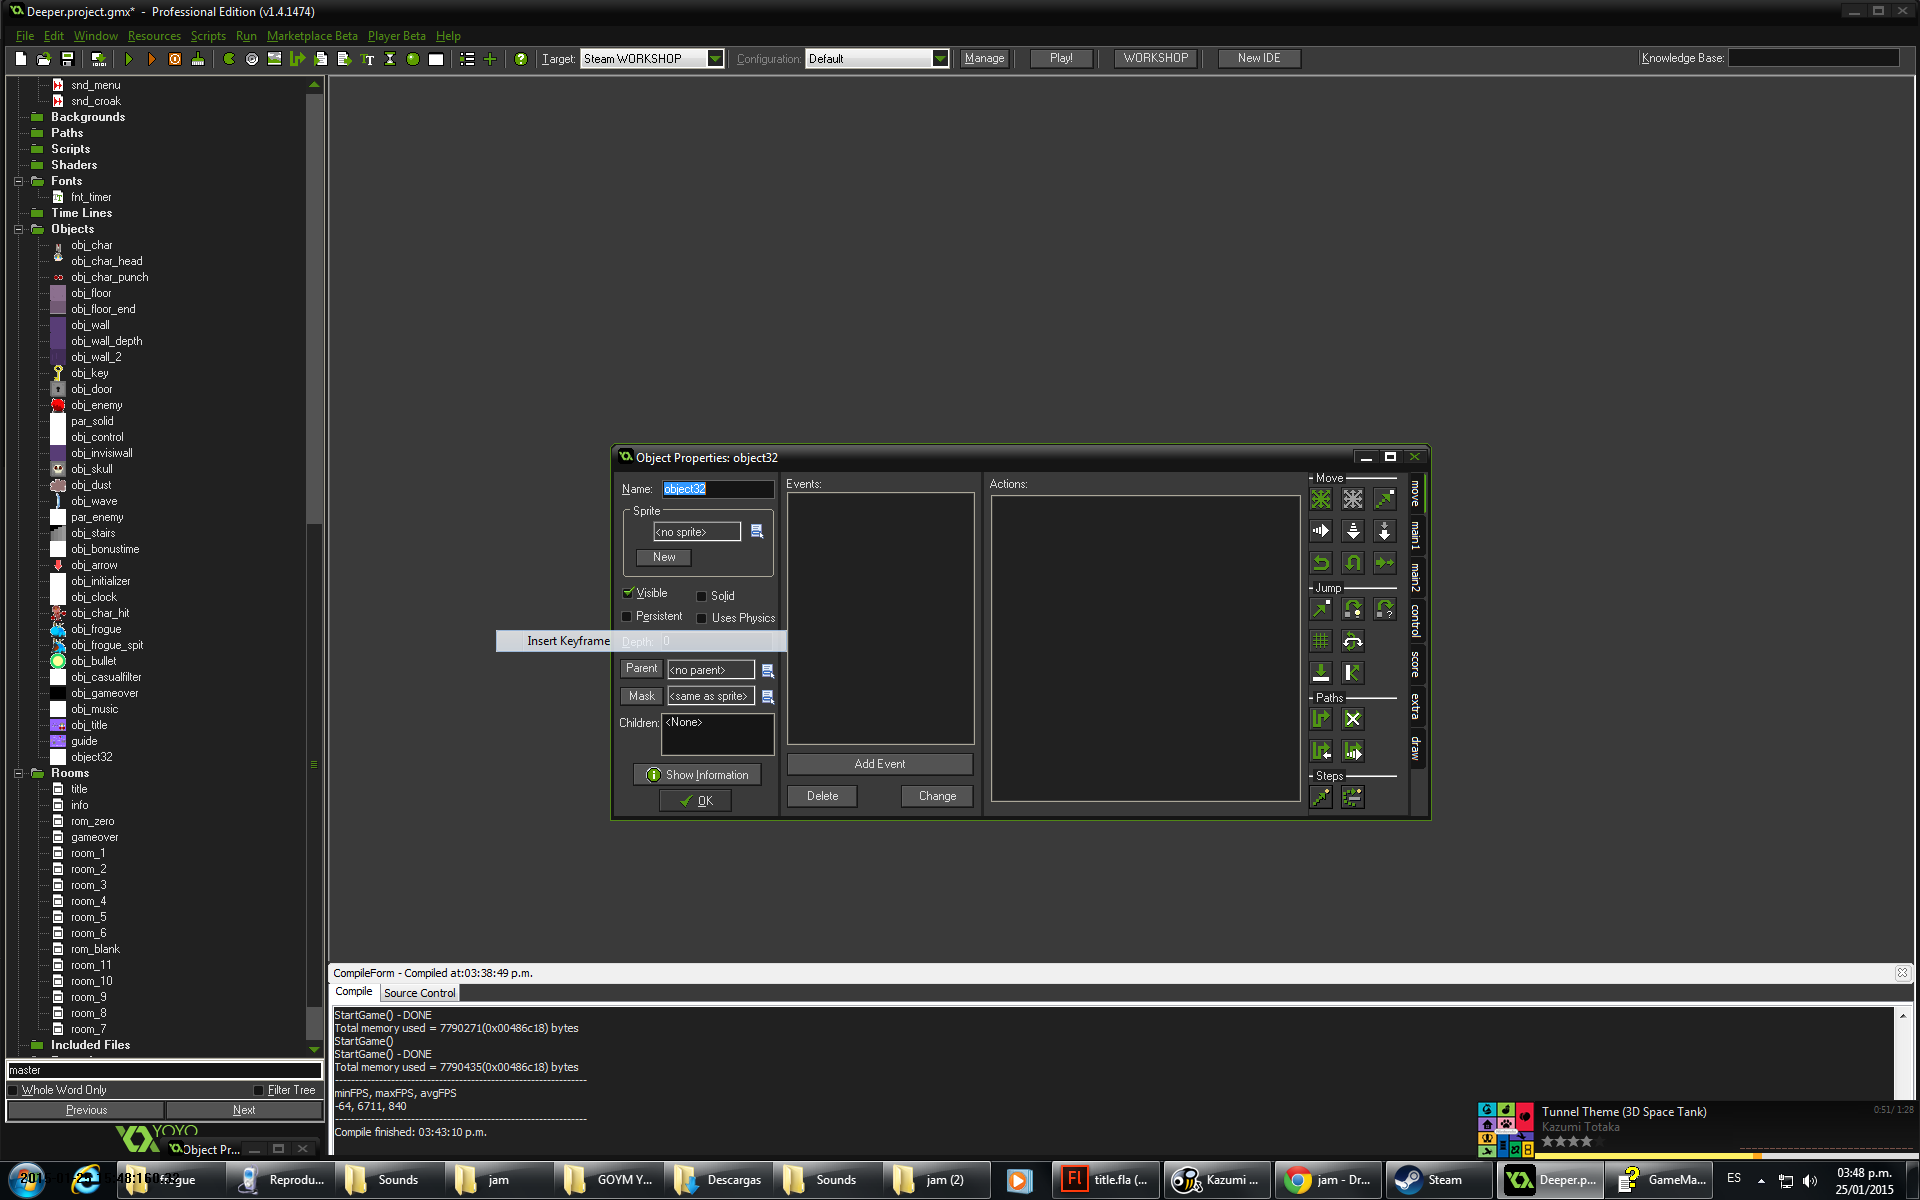 Deeper.project.gmx* - Professional Edition (v1.4.1474)
File Edit Window Resources Scripts Run Marketplace Beta Player Beta Help
Target: Steam WORKSHOP Configuration: Default Manage Play! WORKSHOP New IDE Knowledge Base:
snd_menu
snd_croak
Backgrounds
Paths
Scripts
Shaders
Fonts
fnt_timer
Time Lines
Objects
obj_char
obj_char_head
obj_char_punch
obj_floor
obj_floor_end
obj_wall
obj_wall_depth
obj_wall_2
obj_key
obj_door
obj_enemy
par_solid
obj_control
obj_invisiwall
obj_skull
obj_dust
obj_wave
par_enemy
obj_stairs
obj_bonustime
obj_arrow
obj_initializer
obj_clock
obj_char_hit
obj_frogue
obj_frogue_spit
obj_bullet
obj_casualfilter
obj_gameover
obj_music
obj_title
guide
object32
Rooms
title
info
rom_zero
gameover
room_1
room_2
room_3
room_4
room_5
room_6
rom_blank
room_11
room_10
room_9
room_8
room_7
Included Files
master
Whole Word Only Filter Tree
Previous Next
YOYO
Object Pr...
Object Properties: object32
Name: object32
Sprite
<no sprite>
New
Visible Solid
Persistent Uses Physics
Insert Keyframe
Depth: 0
Parent <no parent>
Mask <same as sprite>
Children: <None>
Show Information
OK
Events:
Add Event
Delete Change
Actions:
Move
Jump
Paths
Steps
move
main1
main2
control
score
extra
draw
CompileForm - Compiled at:03:38:49 p.m.
Compile Source Control
StartGame() - DONE
Total memory used = 7790271(0x00486c18) bytes
StartGame()
StartGame() - DONE
Total memory used = 7790435(0x00486c18) bytes
minFPS, maxFPS, avgFPS
-64, 6711, 840
Compile finished: 03:43:10 p.m.
Tunnel Theme (3D Space Tank) 0:51/ 1:28
Kazumi Totaka
Reprodu... Sounds jam GOYM Y... Descargas Sounds jam (2) title.fla (... Kazumi ... jam - Dr... Steam Deeper.p... GameMa... ES
03:48 p.m.
25/01/2015